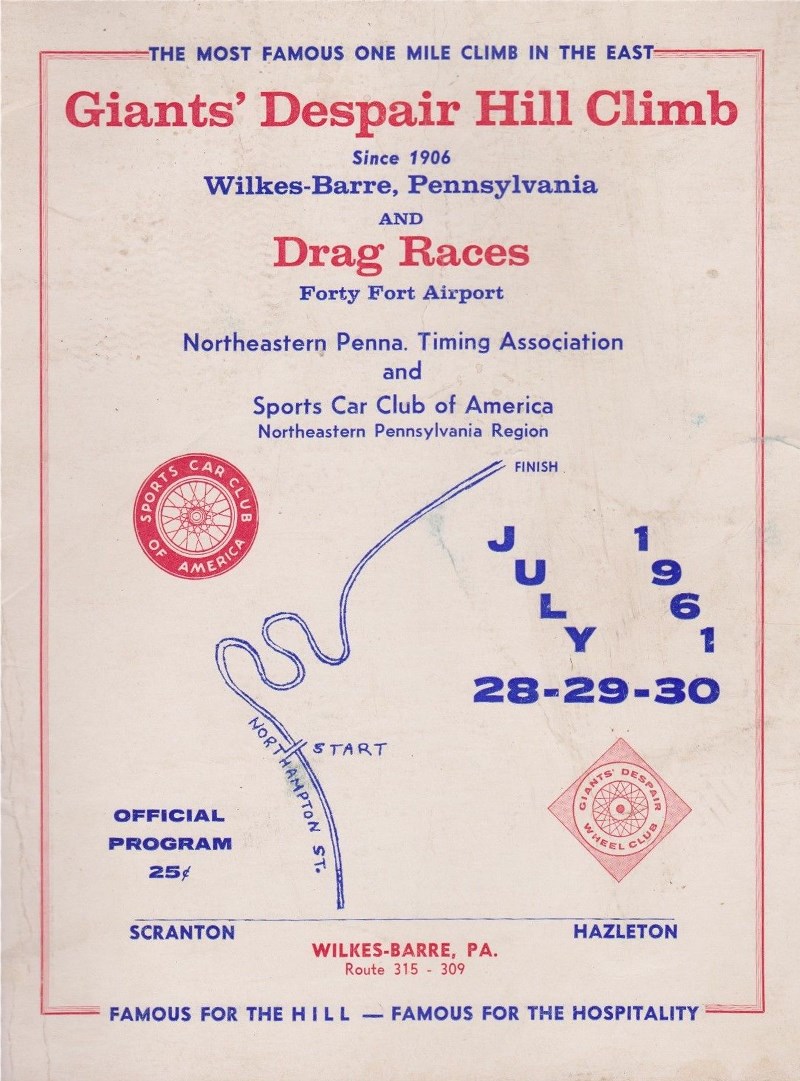 THE MOST FAMOUS ONE MILE CLIMB IN THE EAST
Giants' Despair Hill Climb
Since 1906
Wilkes-Barre, Pennsylvania
AND
Drag Races
Forty Fort Airport
Northeastern Penna. Timing Association
and
Sports Car Club of America
Northeastern Pennsylvania Region
FINISH
SPORTS CAR CLUB
OF AMERICA
JULY 1961
28-29-30
START
NORTHAMPTON ST.
GIANTS' DESPAIR
WHEEL CLUB
OFFICIAL
PROGRAM
25¢
SCRANTON
HAZLETON
WILKES-BARRE, PA.
Route 315 - 309
FAMOUS FOR THE HILL — FAMOUS FOR THE HOSPITALITY